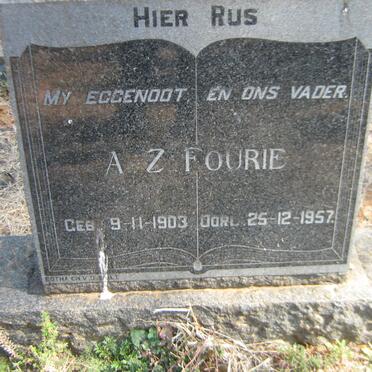 HIER RUS
MY EGGENOOT EN ONS VADER
A Z FOURIE
GEB. 9-11-1903 OORL. 25-12-1957.